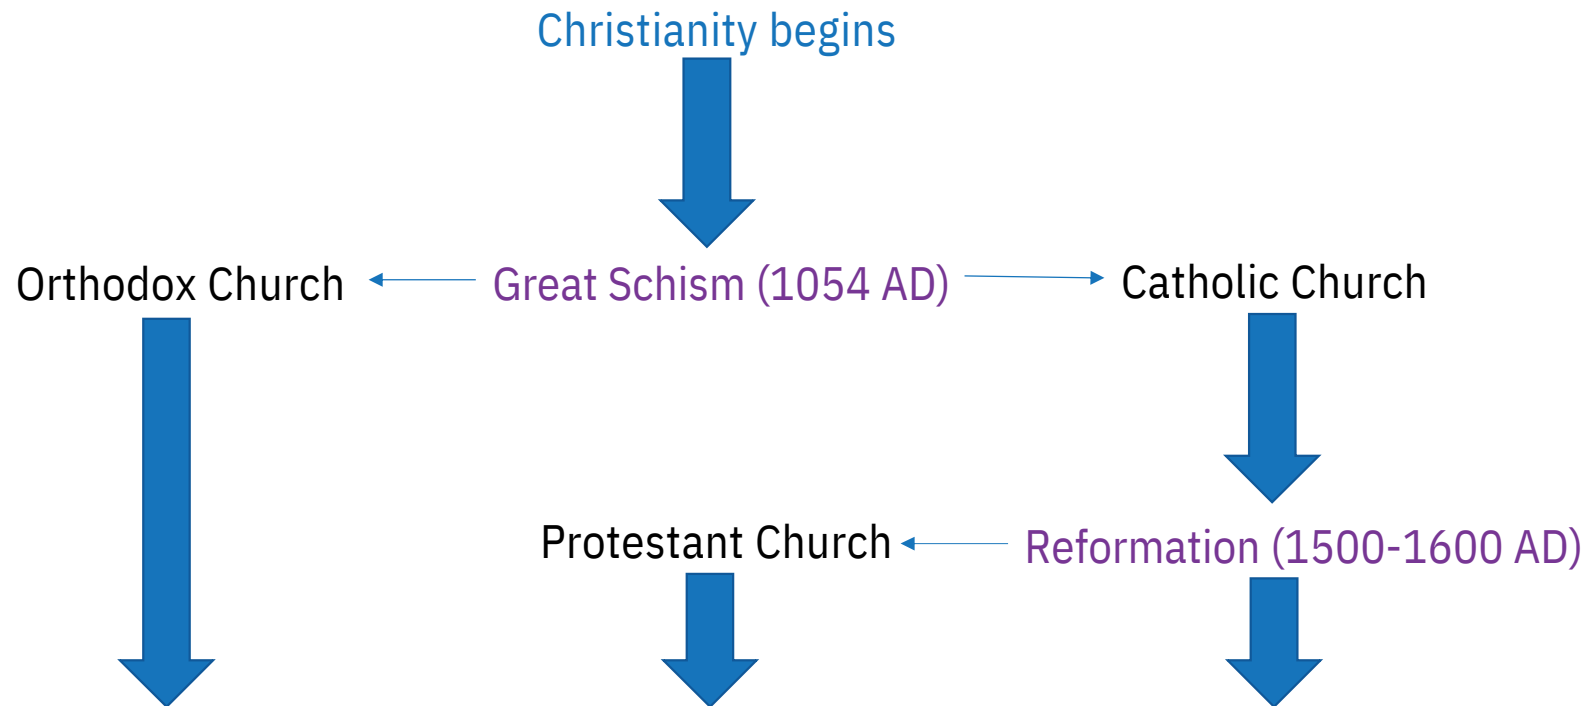 Christianity begins
Orthodox Church
Great Schism (1054 AD)
Catholic Church
Protestant Church
Reformation (1500-1600 AD)